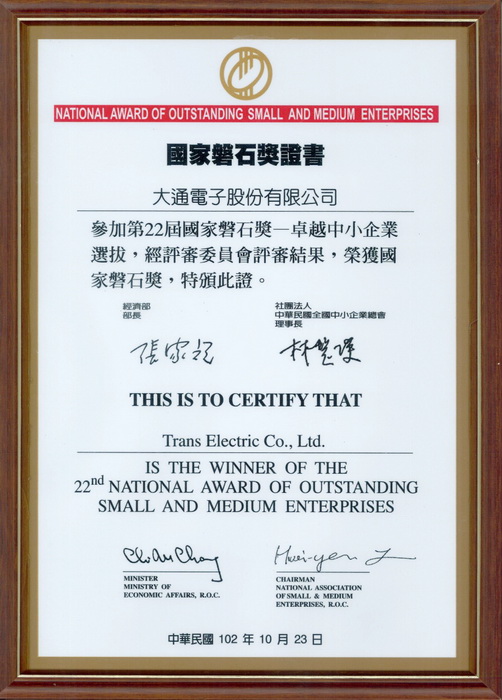 NATIONAL AWARD OF OUTSTANDING SMALL AND MEDIUM ENTERPRISES
國家磐石獎證書
大通電子股份有限公司
參加第22屆國家磐石獎—卓越中小企業
選拔，經評審委員會評審結果，榮獲國
家磐石獎，特頒此證。
經濟部
部長
社團法人
中華民國全國中小企業總會
理事長
張家祝
林慧瑛
THIS IS TO CERTIFY THAT
Trans Electric Co., Ltd.
IS THE WINNER OF THE
22nd NATIONAL AWARD OF OUTSTANDING
SMALL AND MEDIUM ENTERPRISES
MINISTER
MINISTRY OF
ECONOMIC AFFAIRS, R.O.C.
CHAIRMAN
NATIONAL ASSOCIATION
OF SMALL & MEDIUM
ENTERPRISES, R.O.C.
中華民國 102 年 10 月 23 日